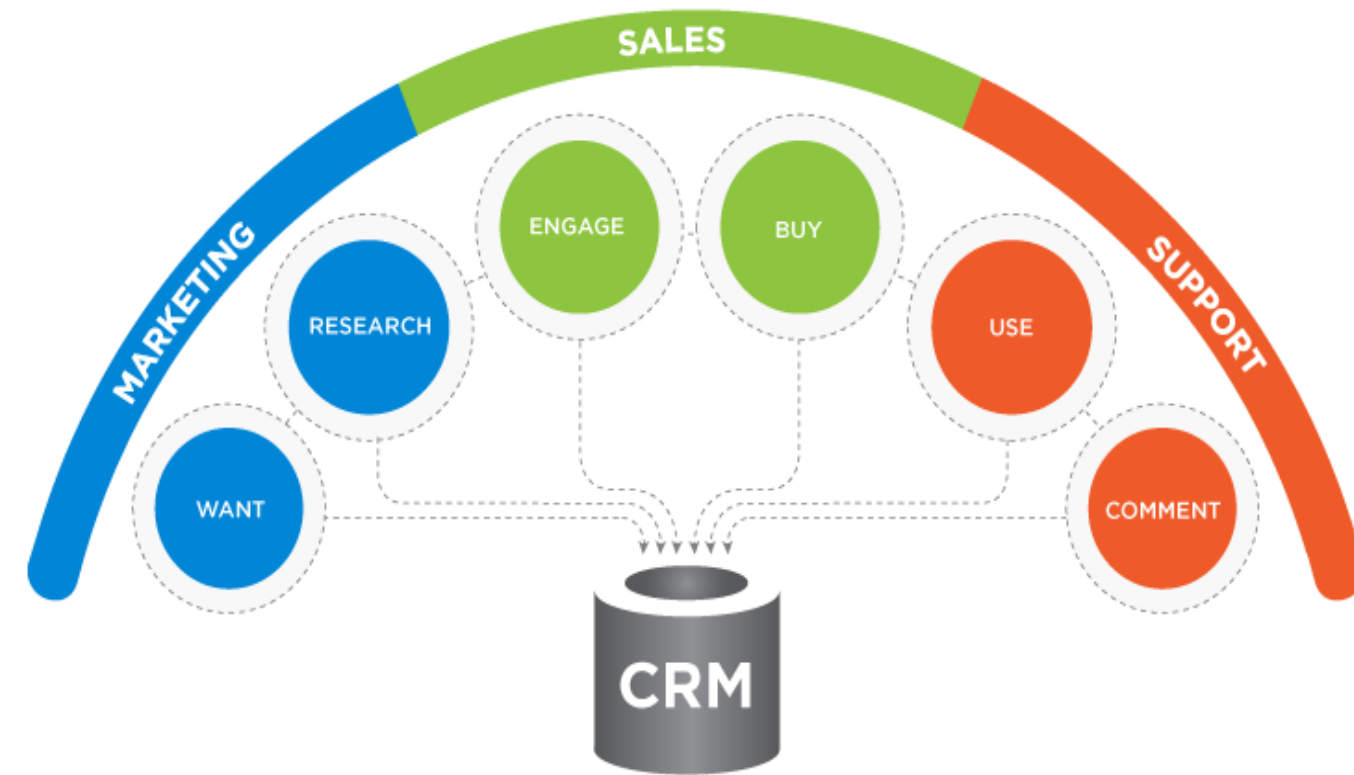 SALES
MARKETING
SUPPORT
ENGAGE
BUY
RESEARCH
USE
WANT
COMMENT
CRM